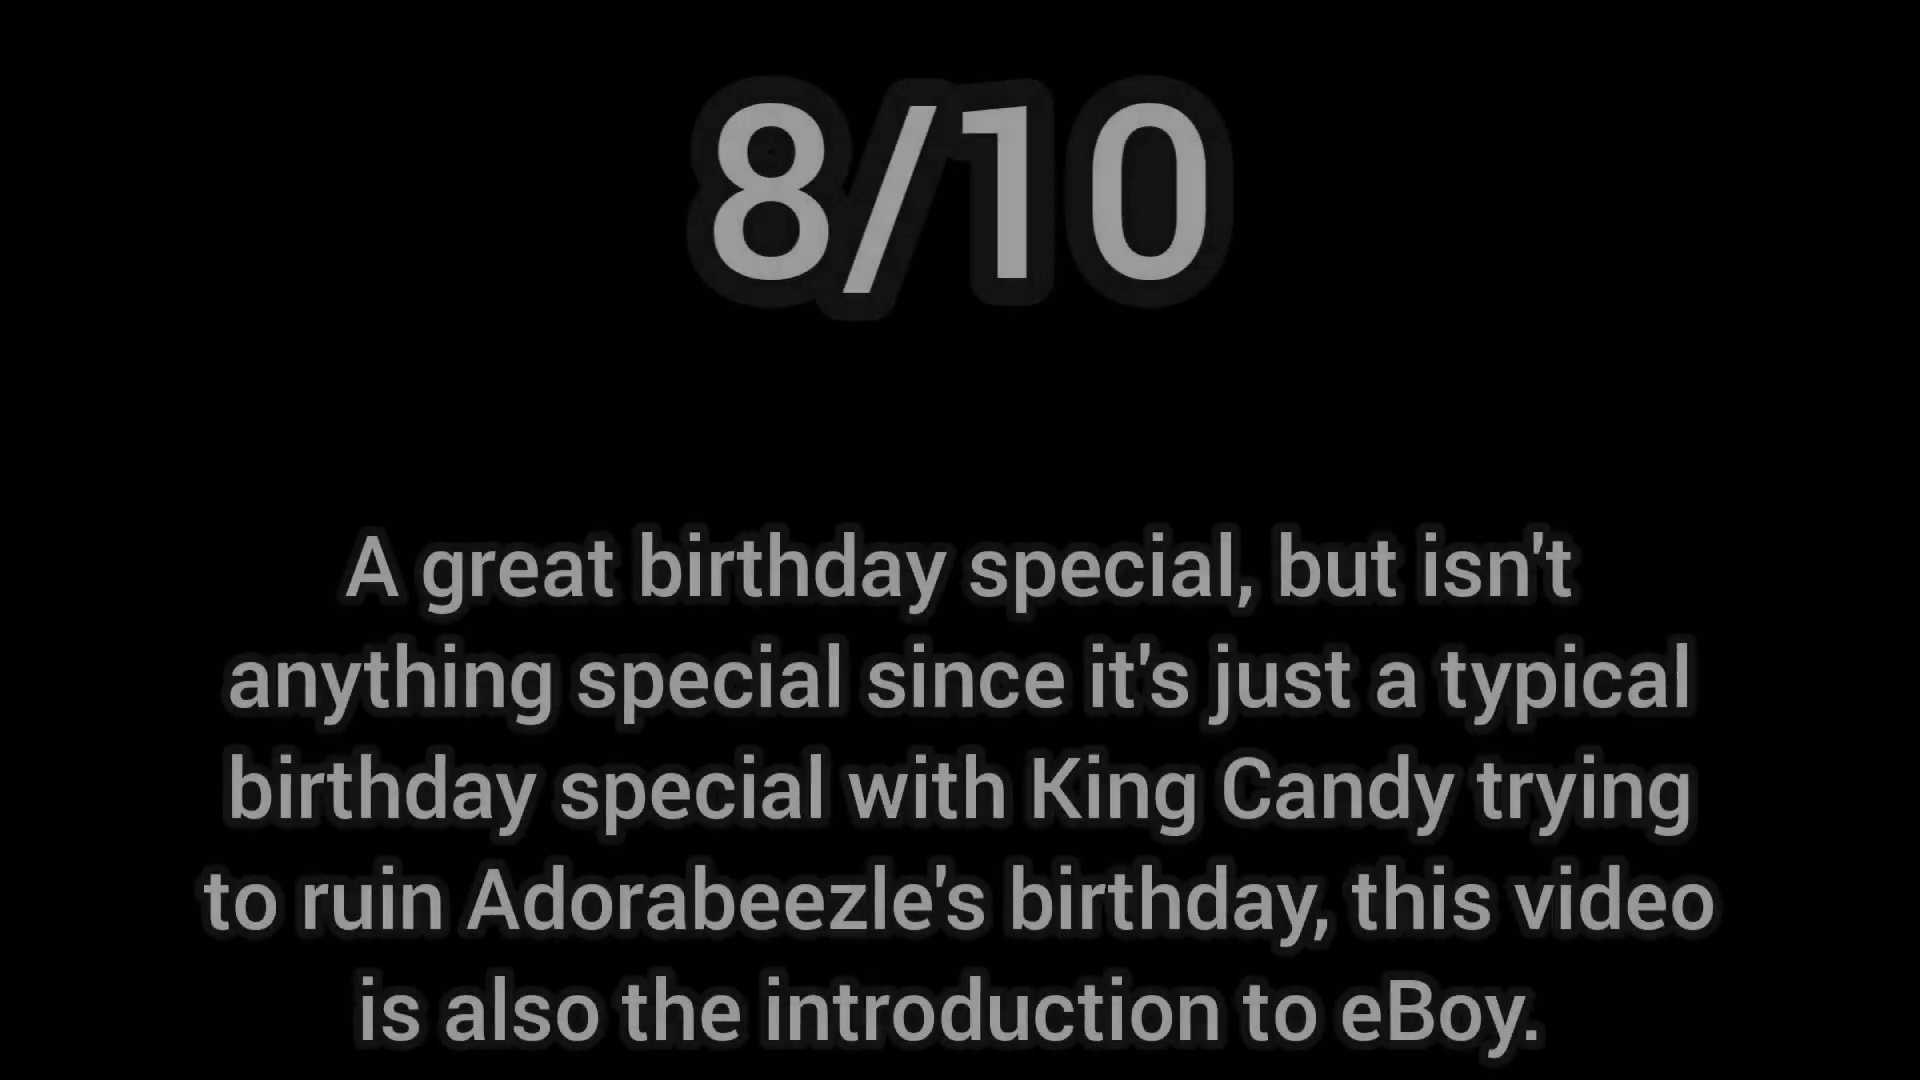 8/10
A great birthday special, but isn't
anything special since it's just a typical
birthday special with King Candy trying
to ruin Adorabeezle's birthday, this video
is also the introduction to eBoy.